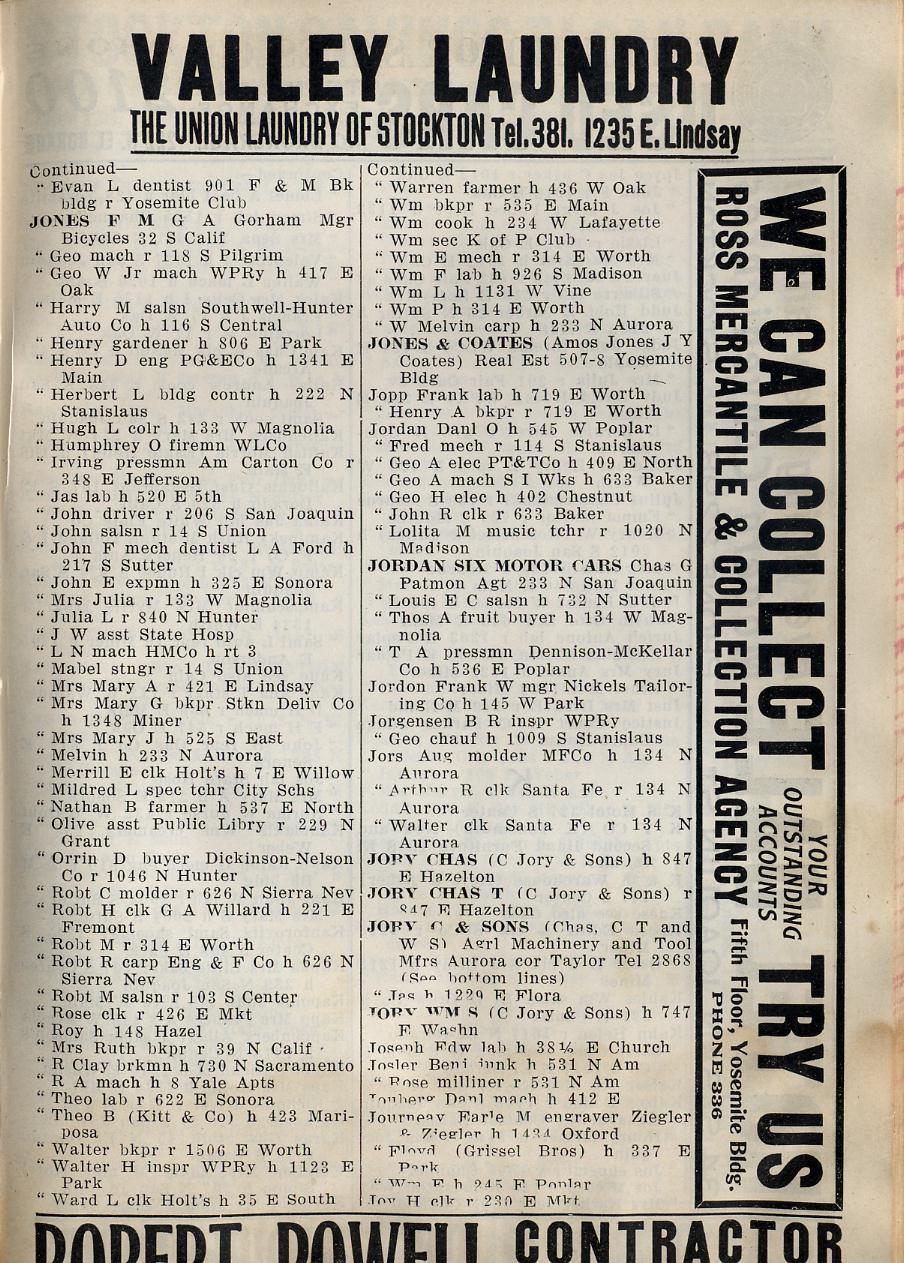 VALLEY LAUNDRY
THE UNION LAUNDRY OF STOCKTON Tel. 381. 1235 E. Lindsay
Continued—
" Evan L dentist 901 F & M Bk
bldg r Yosemite Club
JONES F M G A Gorham Mgr
Bicycles 32 S Calif
" Geo mach r 118 S Pilgrim
" Geo W Jr mach WPRy h 417 E
Oak
" Harry M salsn Southwell-Hunter
Auto Co h 116 S Central
" Henry gardener h 806 E Park
" Henry D eng PG&ECo h 1341 E
Main
" Herbert L bldg contr h 222 N
Stanislaus
" Hugh L colr h 133 W Magnolia
" Humphrey O firemn WLCo
" Irving pressmn Am Carton Co r
348 E Jefferson
" Jas lab h 520 E 5th
" John driver r 206 S San Joaquin
" John salsn r 14 S Union
" John F mech dentist L A Ford h
217 S Sutter
" John E expmn h 325 E Sonora
" Mrs Julia r 133 W Magnolia
" Julia L r 840 N Hunter
" J W asst State Hosp
" L N mach HMCo h rt 3
" Mabel stngr r 14 S Union
" Mrs Mary A r 421 E Lindsay
" Mrs Mary G bkpr Stkn Deliv Co
h 1348 Miner
" Mrs Mary J h 525 S East
" Melvin h 233 N Aurora
" Merrill E clk Holt's h 7 E Willow
" Mildred L spec tchr City Schs
" Nathan B farmer h 537 E North
" Olive asst Public Libry r 229 N
Grant
" Orrin D buyer Dickinson-Nelson
Co r 1046 N Hunter
" Robt C molder r 626 N Sierra Nev
" Robt H clk G A Willard h 221 E
Fremont
" Robt M r 314 E Worth
" Robt R carp Eng & F Co h 626 N
Sierra Nev
" Robt M salsn r 103 S Center
" Rose clk r 426 E Mkt
" Roy h 148 Hazel
" Mrs Ruth bkpr r 39 N Calif
" R Clay brkmn h 730 N Sacramento
" R A mach h 8 Yale Apts
" Theo lab r 622 E Sonora
" Theo B (Kitt & Co) h 423 Mari-
posa
" Walter bkpr r 1506 E Worth
" Walter H inspr WPRy h 1123 E
Park
" Ward L clk Holt's h 35 E South
Continued—
" Warren farmer h 436 W Oak
" Wm bkpr r 535 E Main
" Wm cook h 234 W Lafayette
" Wm sec K of P Club
" Wm E mech r 314 E Worth
" Wm F lab h 926 S Madison
" Wm L h 1131 W Vine
" Wm P h 314 E Worth
" W Melvin carp h 233 N Aurora
JONES & COATES (Amos Jones J Y
Coates) Real Est 507-8 Yosemite
Bldg
Jopp Frank lab h 719 E Worth
" Henry A bkpr r 719 E Worth
Jordan Danl O h 545 W Poplar
" Fred mech r 114 S Stanislaus
" Geo A elec PT&TCo h 409 E North
" Geo A mach S I Wks h 633 Baker
" Geo H elec h 402 Chestnut
" John R clk r 633 Baker
" Lolita M music tchr r 1020 N
Madison
JORDAN SIX MOTOR CARS Chas G
Patmon Agt 233 N San Joaquin
" Louis E C salsn h 732 N Sutter
" Thos A fruit buyer h 134 W Mag-
nolia
" T A pressmn Dennison-McKellar
Co h 536 E Poplar
Jordon Frank W mgr Nickels Tailor-
ing Co h 145 W Park
Jorgensen B R inspr WPRy
" Geo chauf h 1009 S Stanislaus
Jors Aug molder MFCo h 134 N
Aurora
" Arthur R clk Santa Fe r 134 N
Aurora
" Walter clk Santa Fe r 134 N
Aurora
JORY CHAS (C Jory & Sons) h 847
E Hazelton
JORY CHAS T (C Jory & Sons) r
847 E Hazelton
JORY C & SONS (Chas, C T and
W S) Agrl Machinery and Tool
Mfrs Aurora cor Taylor Tel 2868
(See bottom lines)
" Jas h 1229 E Flora
JORY WM S (C Jory & Sons) h 747
E Washn
Joseph Edw lab h 38½ E Church
Josler Benj junk h 531 N Am
" Rose milliner r 531 N Am
Danl mach h 412 E
Journeay Earle M engraver Ziegler
& Ziegler h 1434 Oxford
" Floyd (Grissel Bros) h 337 E
Park
" Wm E h 245 E Poplar
Joy H clk r 230 E Mkt
WE CAN COLLECT YOUR OUTSTANDING ACCOUNTS TRY US
ROSS MERCANTILE & COLLECTION AGENCY Fifth Floor, Yosemite Bldg.
PHONE 336
ROBERT POWELL CONTRACTOR